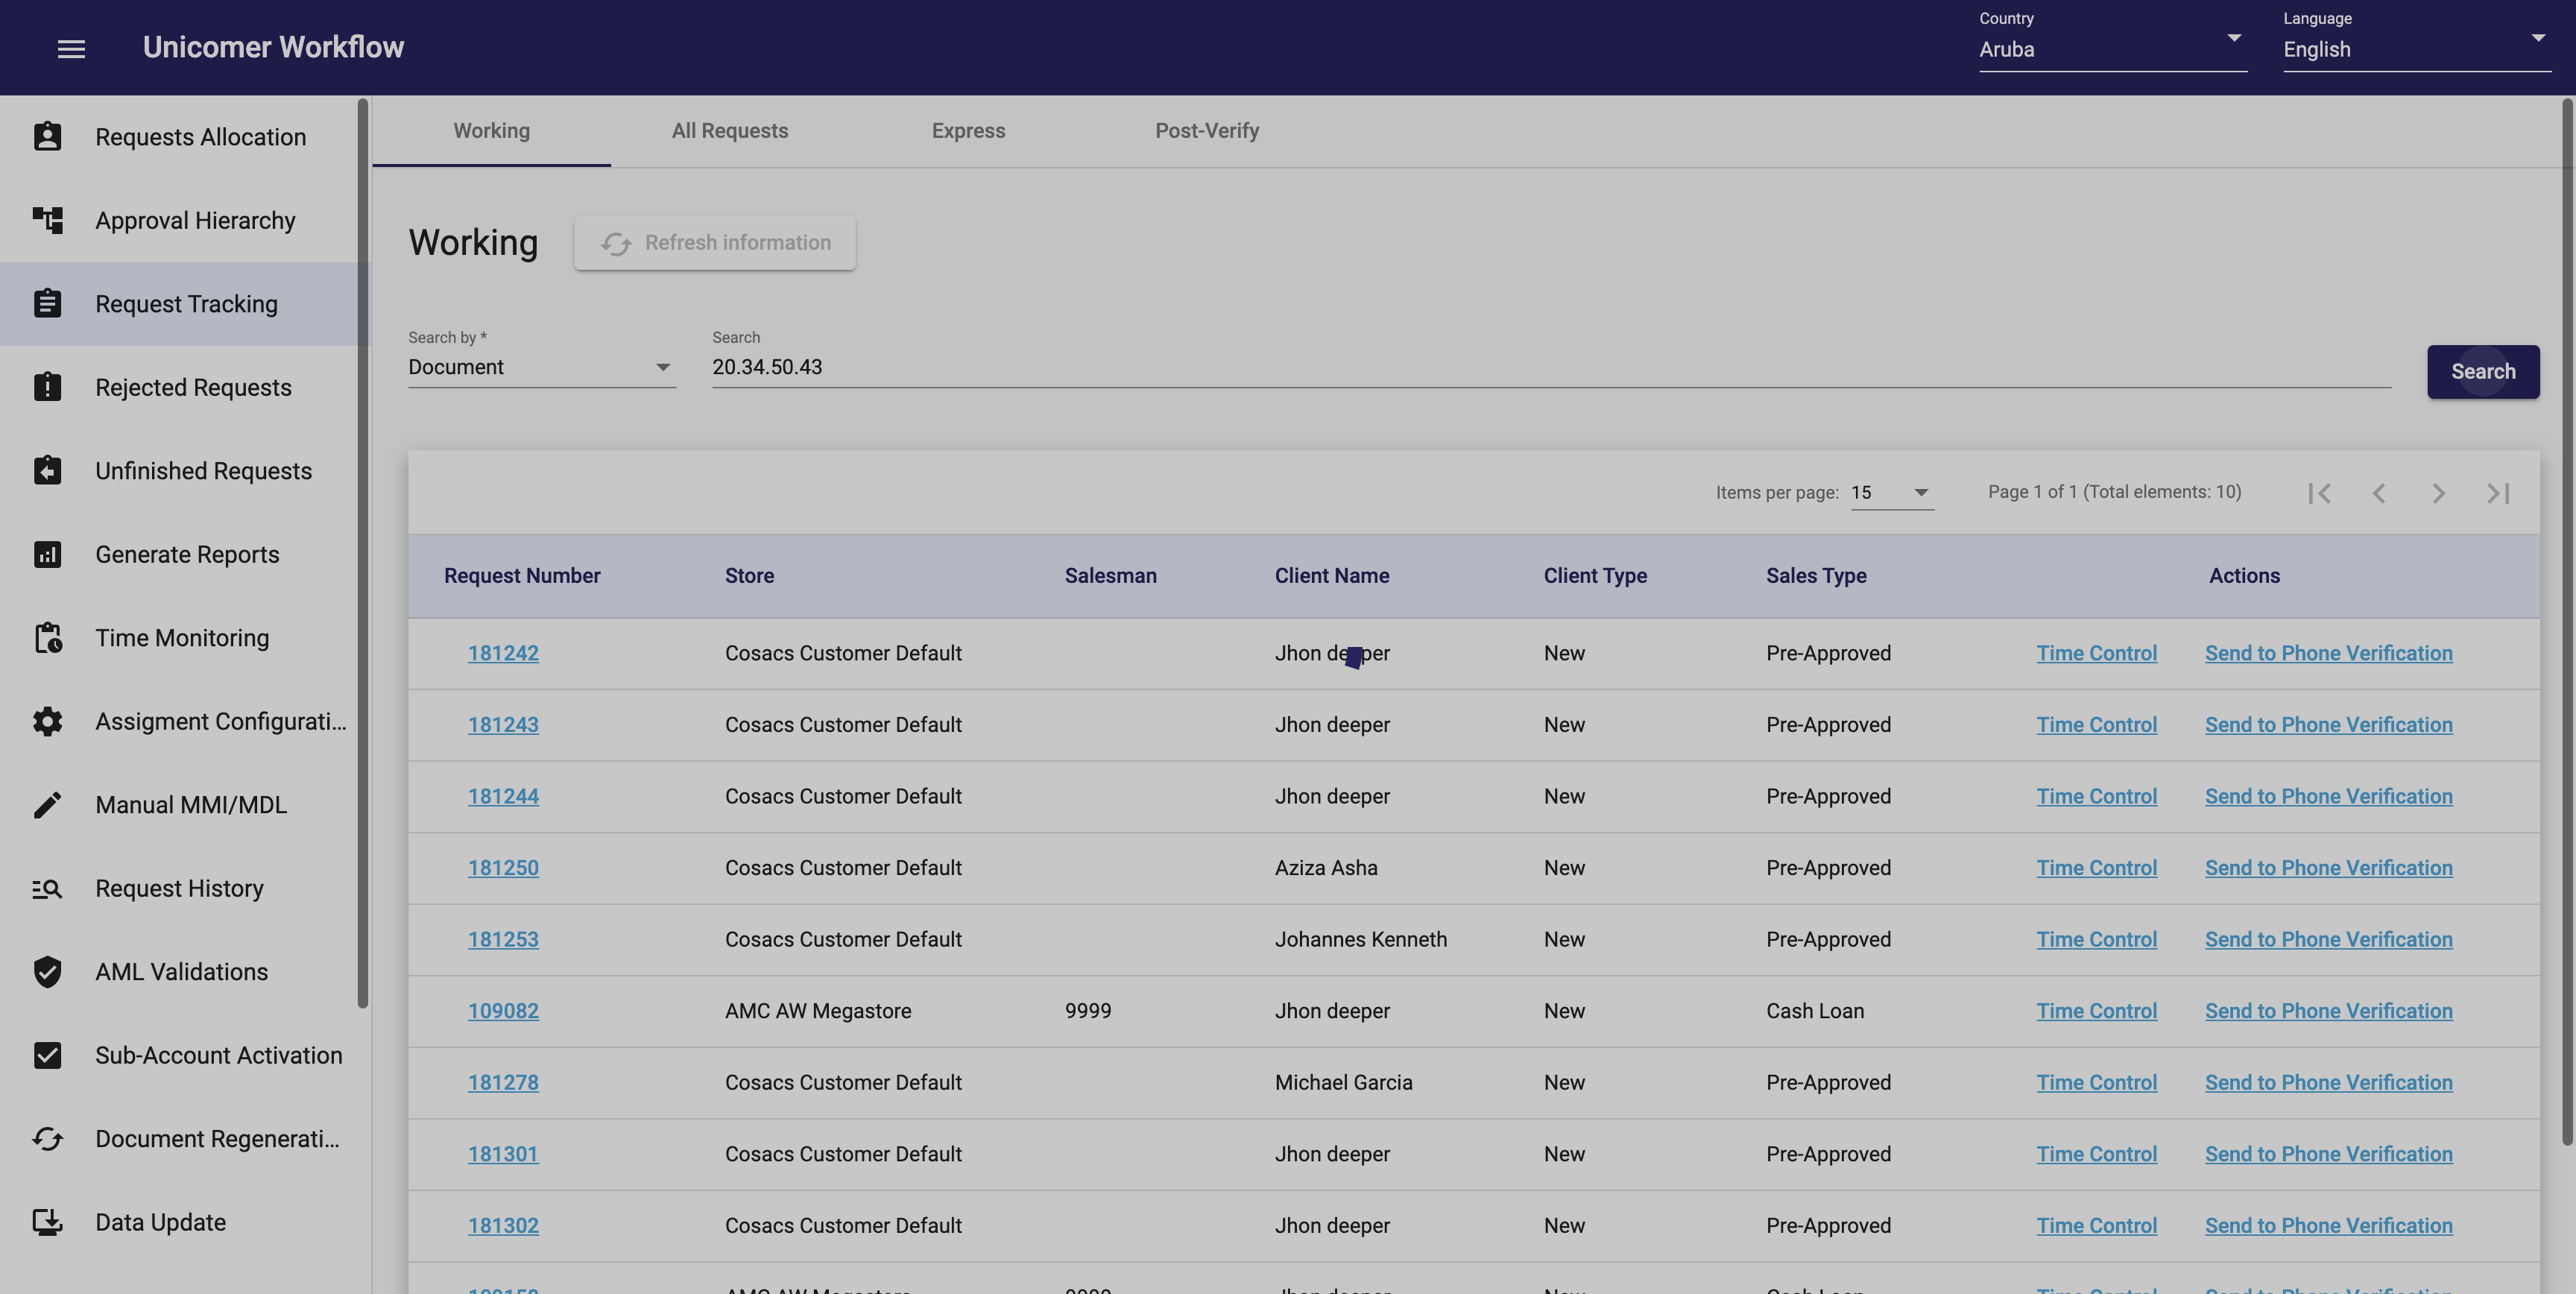 Unicomer Workflow
Country
Aruba
Language
English
Requests Allocation
Approval Hierarchy
Request Tracking
Rejected Requests
Unfinished Requests
Generate Reports
Time Monitoring
Assigment Configurati...
Manual MMI/MDL
Request History
AML Validations
Sub-Account Activation
Document Regenerati...
Data Update
Working All Requests Express Post-Verify
Working
Refresh information
Search by *
Document
Search
20.34.50.43
Search
Items per page: 15 Page 1 of 1 (Total elements: 10)
Request Number Store Salesman Client Name Client Type Sales Type Actions
181242 Cosacs Customer Default Jhon deeper New Pre-Approved Time Control Send to Phone Verification
181243 Cosacs Customer Default Jhon deeper New Pre-Approved Time Control Send to Phone Verification
181244 Cosacs Customer Default Jhon deeper New Pre-Approved Time Control Send to Phone Verification
181250 Cosacs Customer Default Aziza Asha New Pre-Approved Time Control Send to Phone Verification
181253 Cosacs Customer Default Johannes Kenneth New Pre-Approved Time Control Send to Phone Verification
109082 AMC AW Megastore 9999 Jhon deeper New Cash Loan Time Control Send to Phone Verification
181278 Cosacs Customer Default Michael Garcia New Pre-Approved Time Control Send to Phone Verification
181301 Cosacs Customer Default Jhon deeper New Pre-Approved Time Control Send to Phone Verification
181302 Cosacs Customer Default Jhon deeper New Pre-Approved Time Control Send to Phone Verification